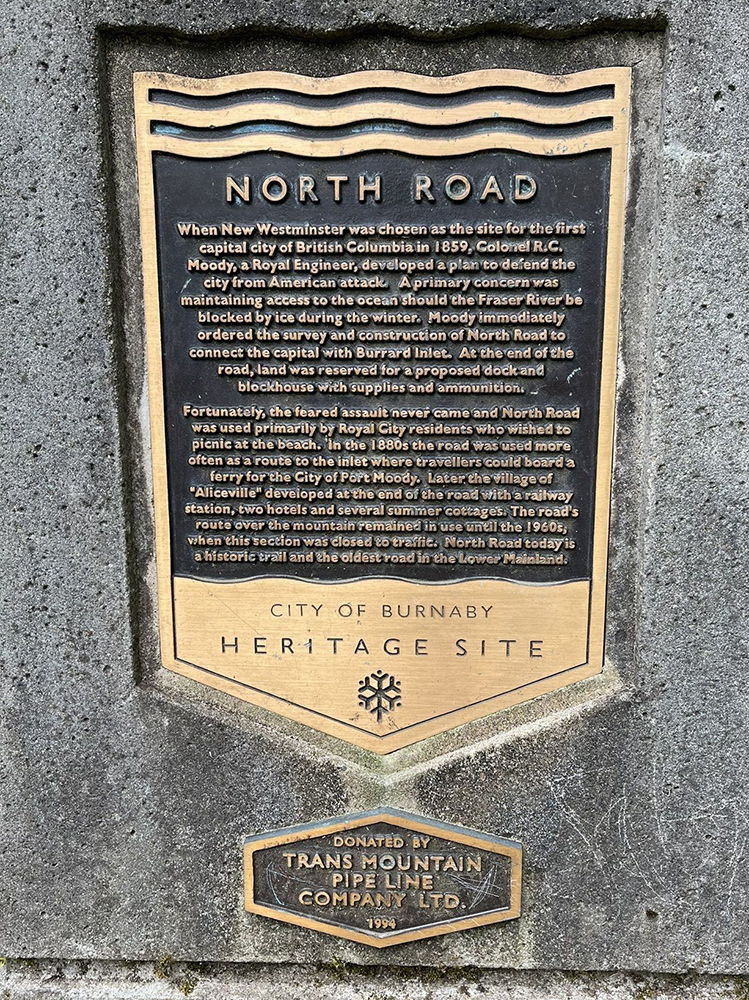 NORTH ROAD
When New Westminster was chosen as the site for the first
capital city of British Columbia in 1859, Colonel R.C.
Moody, a Royal Engineer, developed a plan to defend the
city from American attack. A primary concern was
maintaining access to the ocean should the Fraser River be
blocked by ice during the winter. Moody immediately
ordered the survey and construction of North Road to
connect the capital with Burrard Inlet. At the end of the
road, land was reserved for a proposed dock and
blockhouse with supplies and ammunition.
Fortunately, the feared assault never came and North Road
was used primarily by Royal City residents who wished to
picnic at the beach. In the 1880s the road was used more
often as a route to the inlet where travellers could board a
ferry for the City of Port Moody. Later the village of
"Aliceville" developed at the end of the road with a railway
station, two hotels and several summer cottages. The road's
route over the mountain remained in use until the 1960s,
when this section was closed to traffic. North Road today is
a historic trail and the oldest road in the Lower Mainland.
CITY OF BURNABY
HERITAGE SITE
DONATED BY
TRANS MOUNTAIN
PIPE LINE
COMPANY LTD.
1994